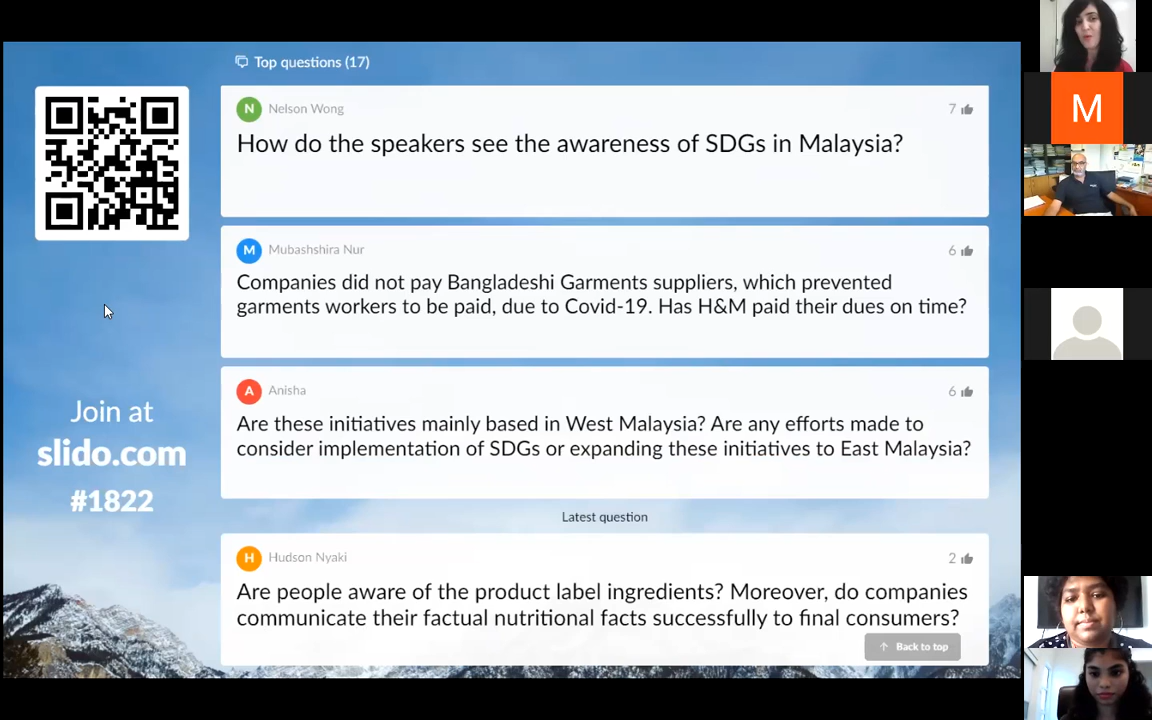 Top questions (17)
N Nelson Wong 7
How do the speakers see the awareness of SDGs in Malaysia?
M Mubashshira Nur 6
Companies did not pay Bangladeshi Garments suppliers, which prevented
garments workers to be paid, due to Covid-19. Has H&M paid their dues on time?
A Anisha 6
Are these initiatives mainly based in West Malaysia? Are any efforts made to
consider implementation of SDGs or expanding these initiatives to East Malaysia?
Latest question
H Hudson Nyaki 2
Are people aware of the product label ingredients? Moreover, do companies
communicate their factual nutritional facts successfully to final consumers?
Back to top
Join at
slido.com
#1822
M